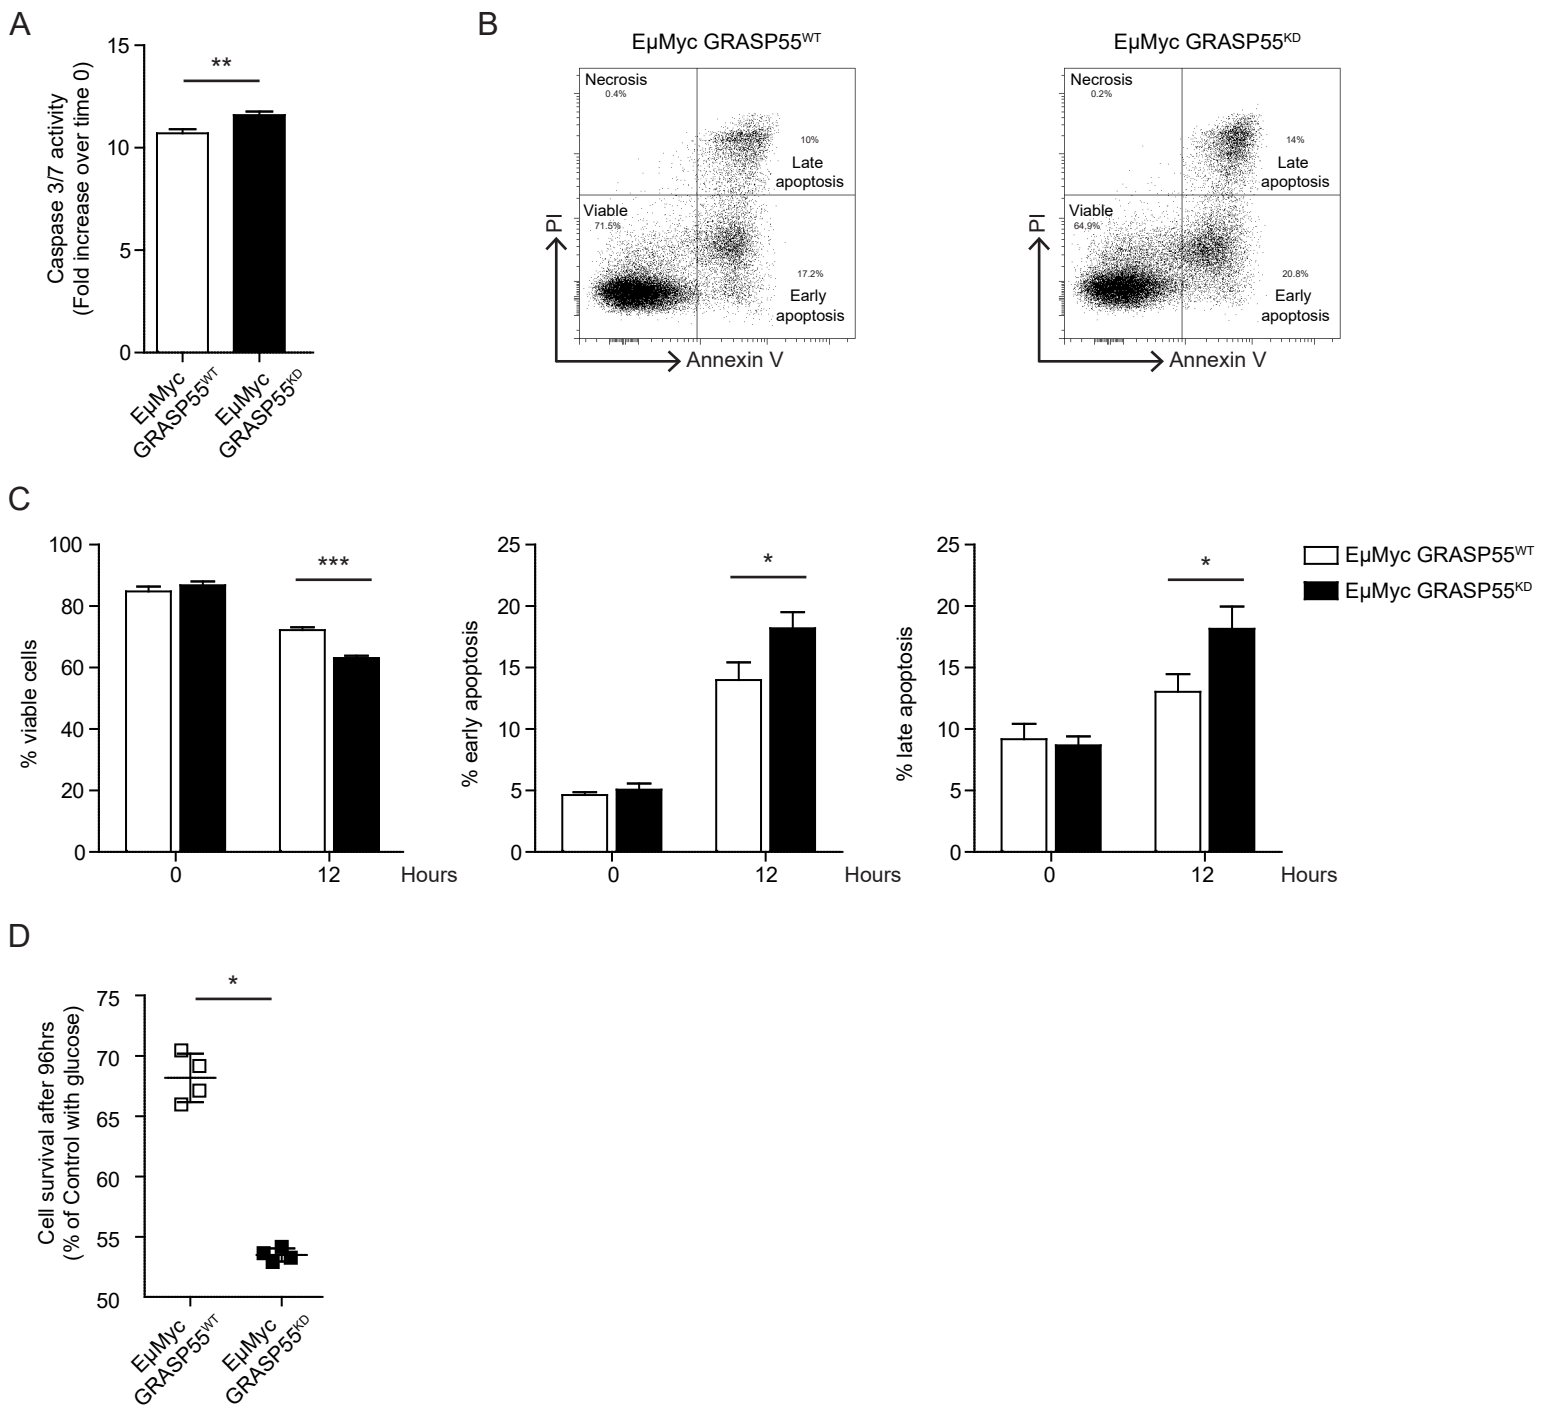 A
Caspase 3/7 activity
(Fold increase over time 0)
15
10
5
0
**
EµMyc
GRASP55WT
EµMyc
GRASP55KD
B
EµMyc GRASP55WT
Necrosis
0.4%
10%
Late
apoptosis
Viable
71.5%
17.2%
Early
apoptosis
PI
Annexin V
EµMyc GRASP55KD
Necrosis
0.2%
14%
Late
apoptosis
Viable
64.9%
20.8%
Early
apoptosis
PI
Annexin V
C
% viable cells
100
80
60
40
20
0
***
0
12
Hours
% early apoptosis
25
20
15
10
5
0
*
0
12
Hours
% late apoptosis
25
20
15
10
5
0
*
0
12
Hours
EµMyc GRASP55WT
EµMyc GRASP55KD
D
Cell survival after 96hrs
(% of Control with glucose)
75
70
65
60
55
50
*
EµMyc
GRASP55WT
EµMyc
GRASP55KD